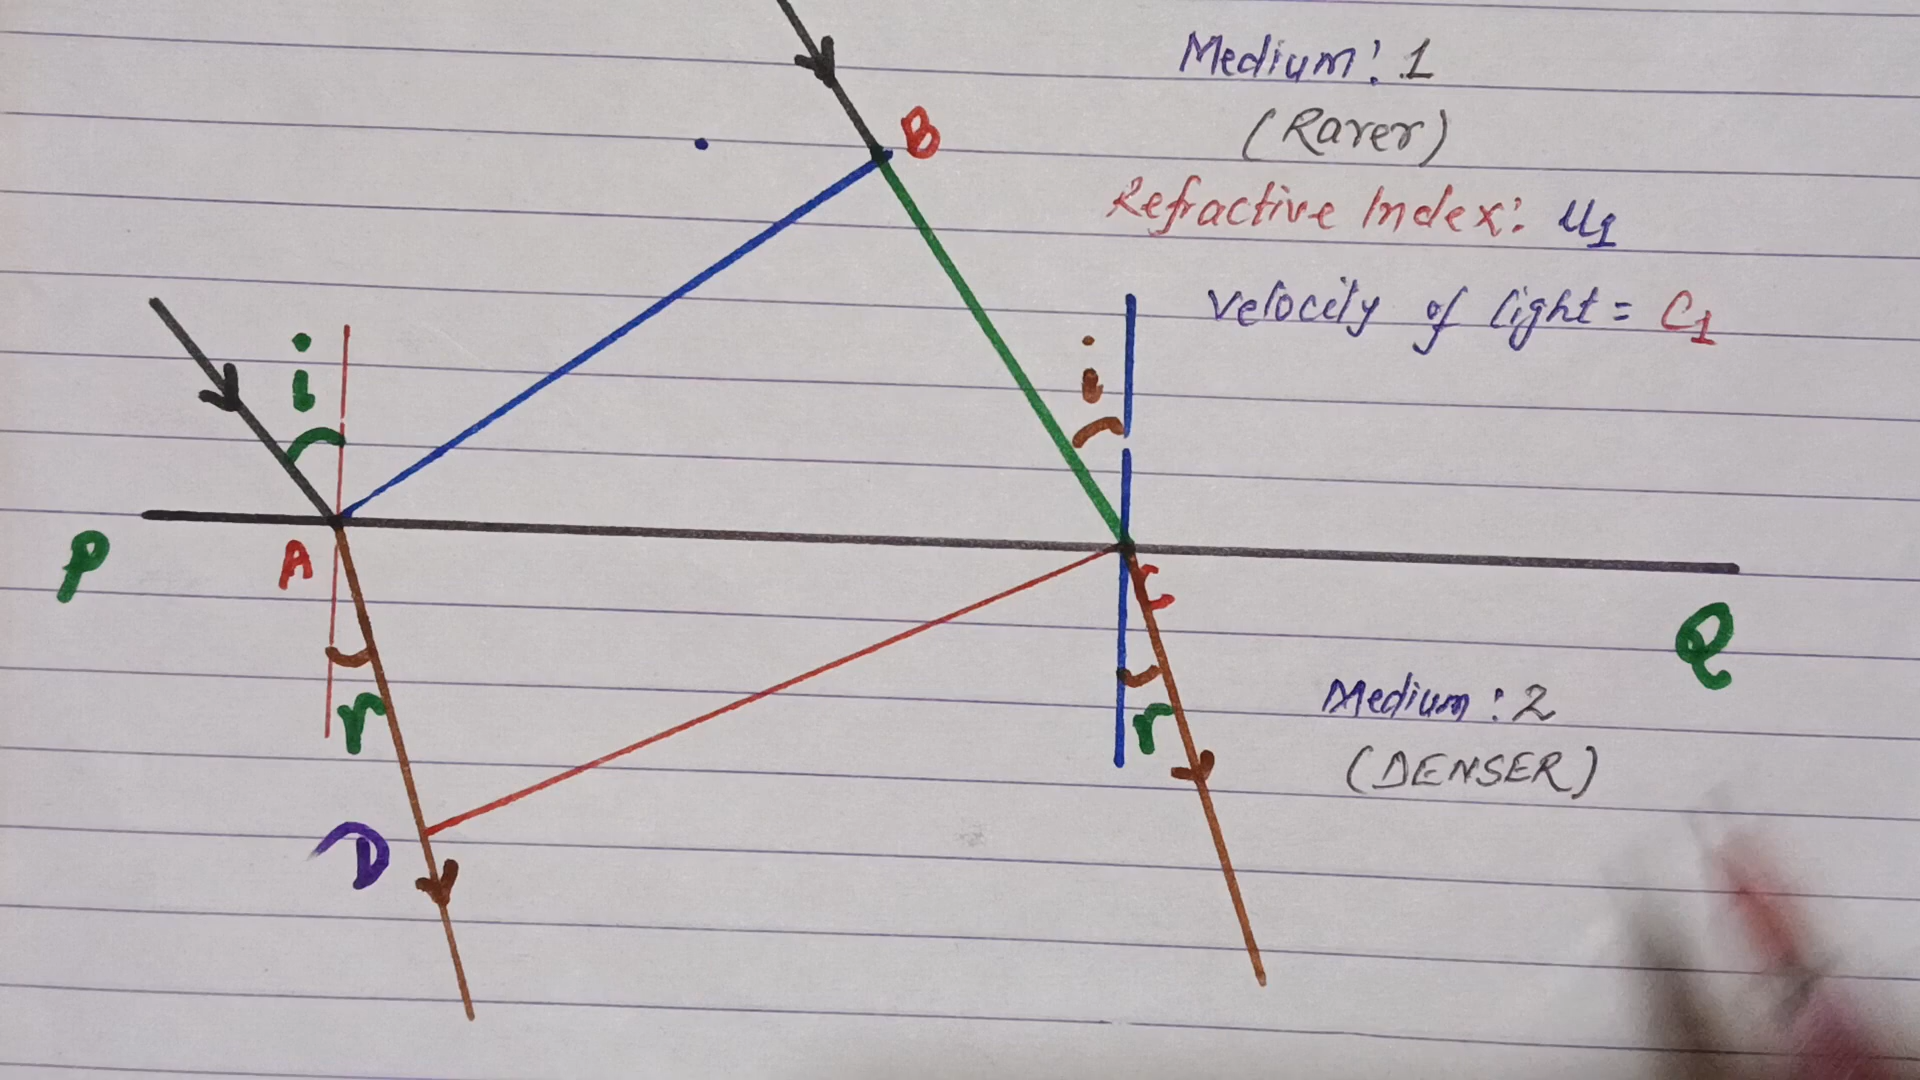 Medium: 1
(Rarer)
B
Refractive Index: μ1
Velocity of light = C1
i
i
P
A
C
Q
r
r
Medium: 2
(DENSER)
D